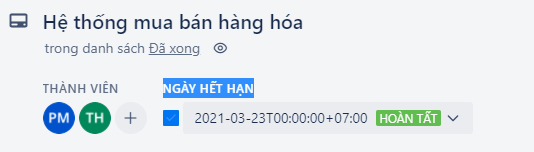 Hệ thống mua bán hàng hóa
trong danh sách Đã xong
THÀNH VIÊN NGÀY HẾT HẠN
PM TH + 2021-03-23T00:00:00+07:00 HOÀN TẤT